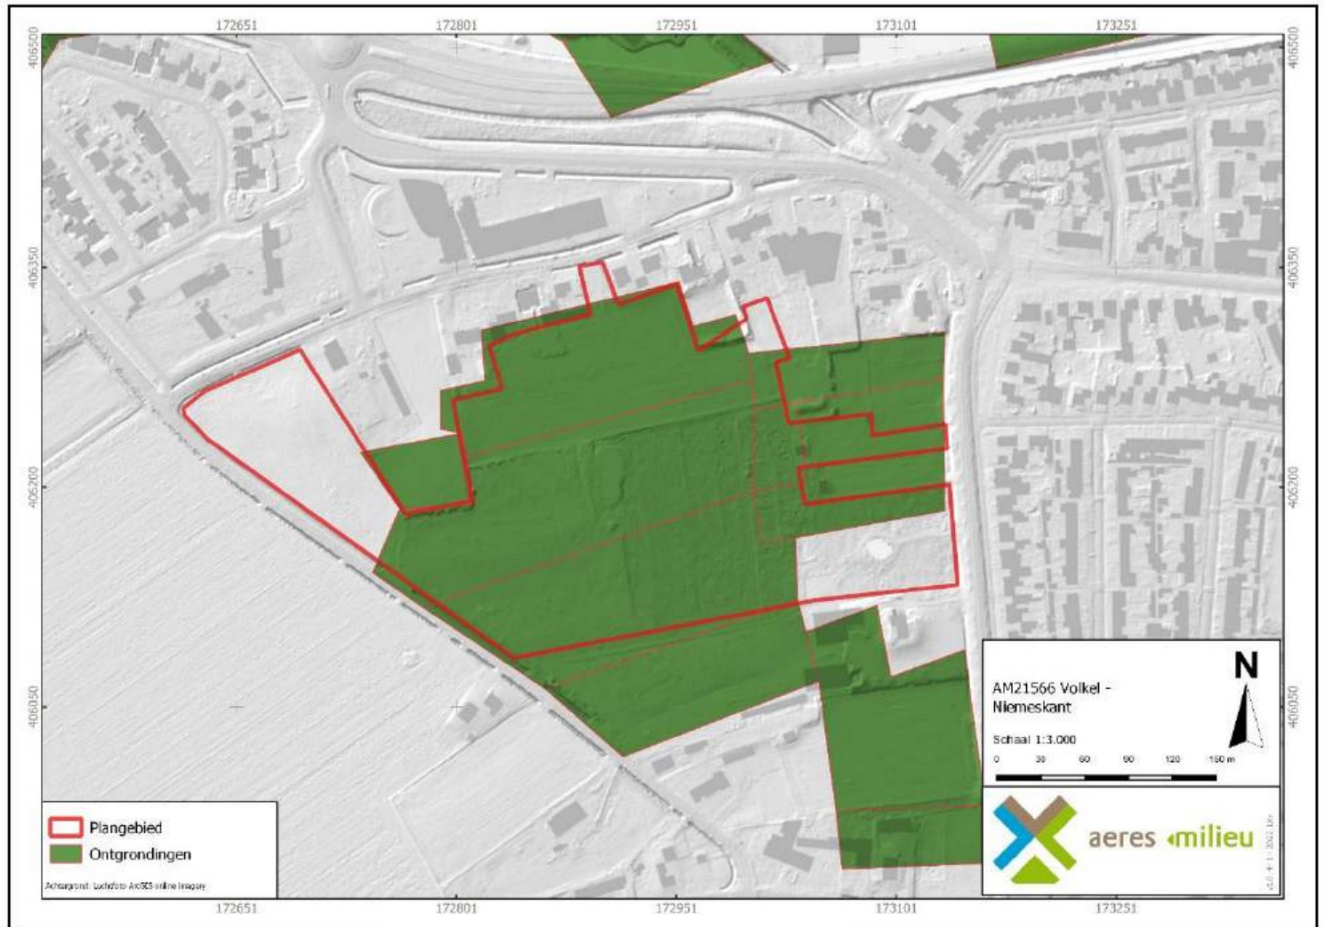 172651 172801 172951 173101 173251
406500 406500
406350 406350
406200 406200
406050 406050
AM21566 Volkel -
Niemeskant
Schaal 1:3.000
0 30 60 90 120 150 m
N
aeres milieu
Plangebied
Ontgrondingen
Achtergrond: Luchtfoto ArcGIS online imagery
172651 172801 172951 173101 173251